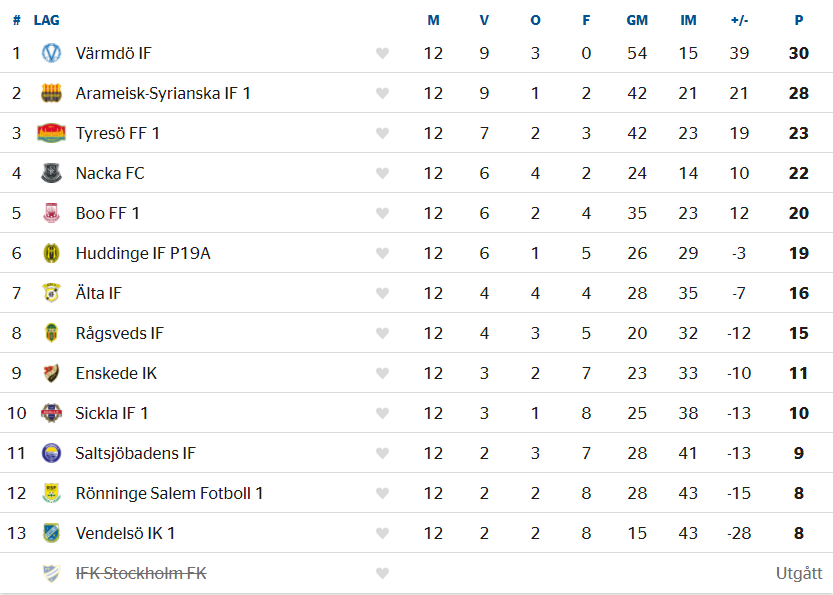 # LAG M V O F GM IM +/- P
1 Värmdö IF 12 9 3 0 54 15 39 30
2 Arameisk-Syrianska IF 1 12 9 1 2 42 21 21 28
3 Tyresö FF 1 12 7 2 3 42 23 19 23
4 Nacka FC 12 6 4 2 24 14 10 22
5 Boo FF 1 12 6 2 4 35 23 12 20
6 Huddinge IF P19A 12 6 1 5 26 29 -3 19
7 Älta IF 12 4 4 4 28 35 -7 16
8 Rågsveds IF 12 4 3 5 20 32 -12 15
9 Enskede IK 12 3 2 7 23 33 -10 11
10 Sickla IF 1 12 3 1 8 25 38 -13 10
11 Saltsjöbadens IF 12 2 3 7 28 41 -13 9
12 Rönninge Salem Fotboll 1 12 2 2 8 28 43 -15 8
13 Vendelsö IK 1 12 2 2 8 15 43 -28 8
IFK Stockholm FK Utgått